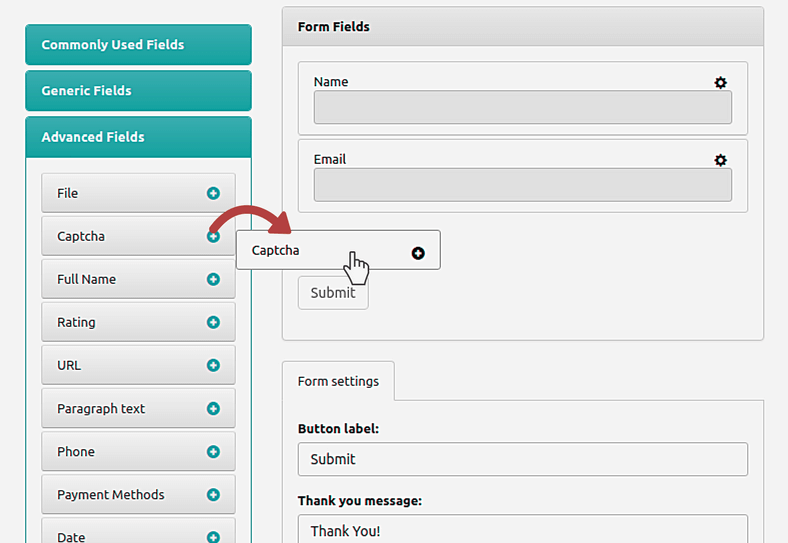 Commonly Used Fields
Generic Fields
Advanced Fields
File
Captcha
Full Name
Rating
URL
Paragraph text
Phone
Payment Methods
Date
Form Fields
Name
Email
Captcha
Submit
Form settings
Button label:
Submit
Thank you message:
Thank You!